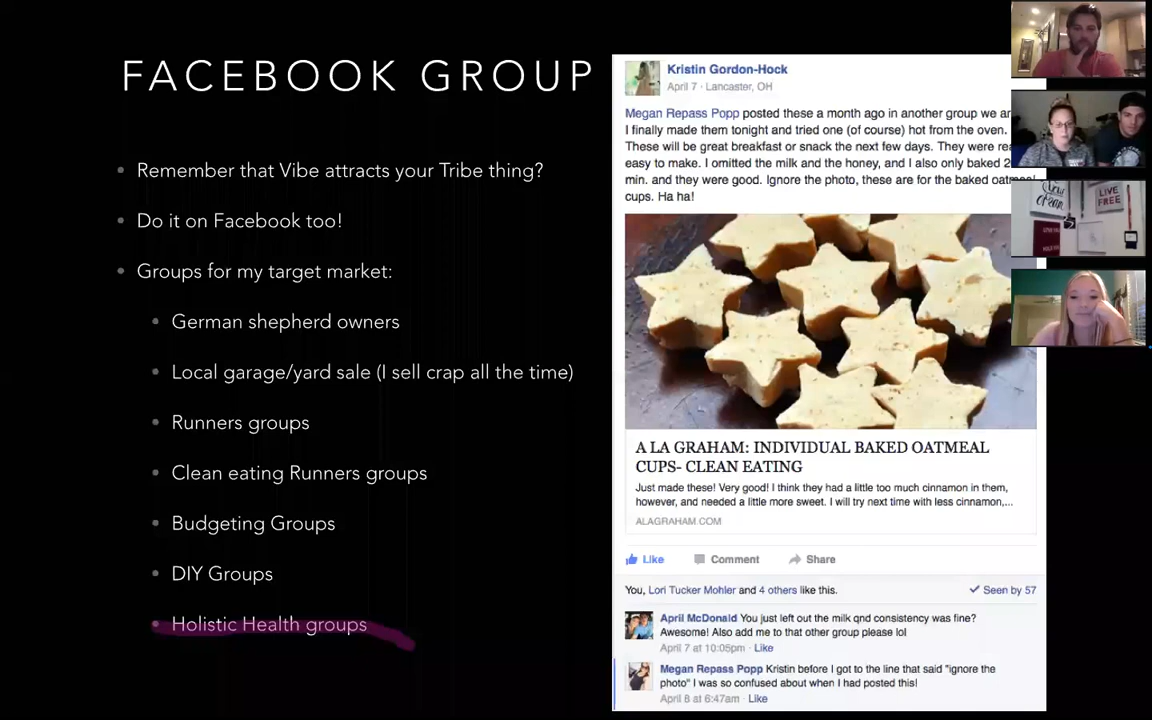 FACEBOOK GROUP
• Remember that Vibe attracts your Tribe thing?
• Do it on Facebook too!
• Groups for my target market:
• German shepherd owners
• Local garage/yard sale (I sell crap all the time)
• Runners groups
• Clean eating Runners groups
• Budgeting Groups
• DIY Groups
• Holistic Health groups
Kristin Gordon-Hock
April 7 · Lancaster, OH
Megan Repass Popp posted these a month ago in another group we
I finally made them tonight and tried one (of course) hot from the oven.
These will be great breakfast or snack the next few days. They were
easy to make. I omitted the milk and the honey, and I also only baked
min. and they were good. Ignore the photo, these are for the baked
cups. Ha ha!
A LA GRAHAM: INDIVIDUAL BAKED OATMEAL
CUPS- CLEAN EATING
Just made these! Very good! I think they had a little too much cinnamon in them,
however, and needed a little more sweet. I will try next time with less cinnamon,...
ALAGRAHAM.COM
Like Comment Share
You, Lori Tucker Mohler and 4 others like this. Seen by 57
April McDonald You just left out the milk qnd consistency was fine?
Awesome! Also add me to that other group please lol
April 7 at 10:05pm · Like
Megan Repass Popp Kristin before I got to the line that said "ignore the
photo" I was so confused about when I had posted this!
April 8 at 6:47am · Like
LIVE
FREE